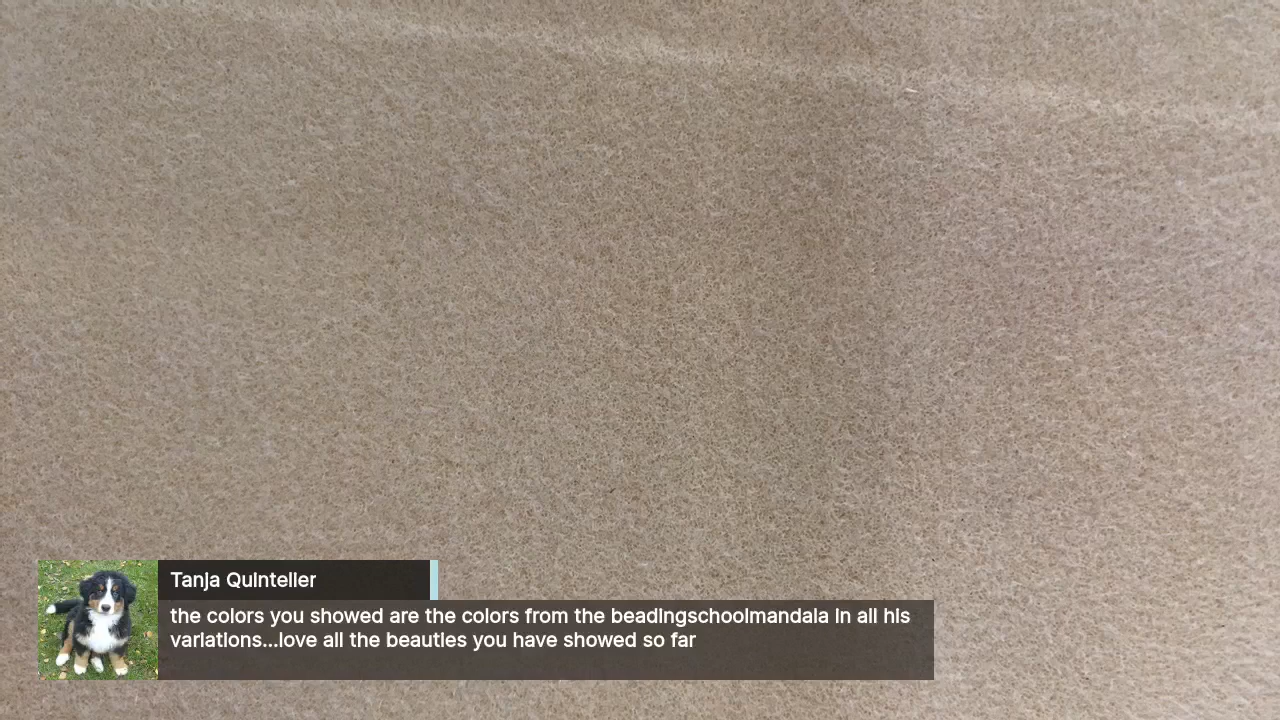 Tanja Quintelier
the colors you showed are the colors from the beadingschoolmandala in all his
variations...love all the beauties you have showed so far